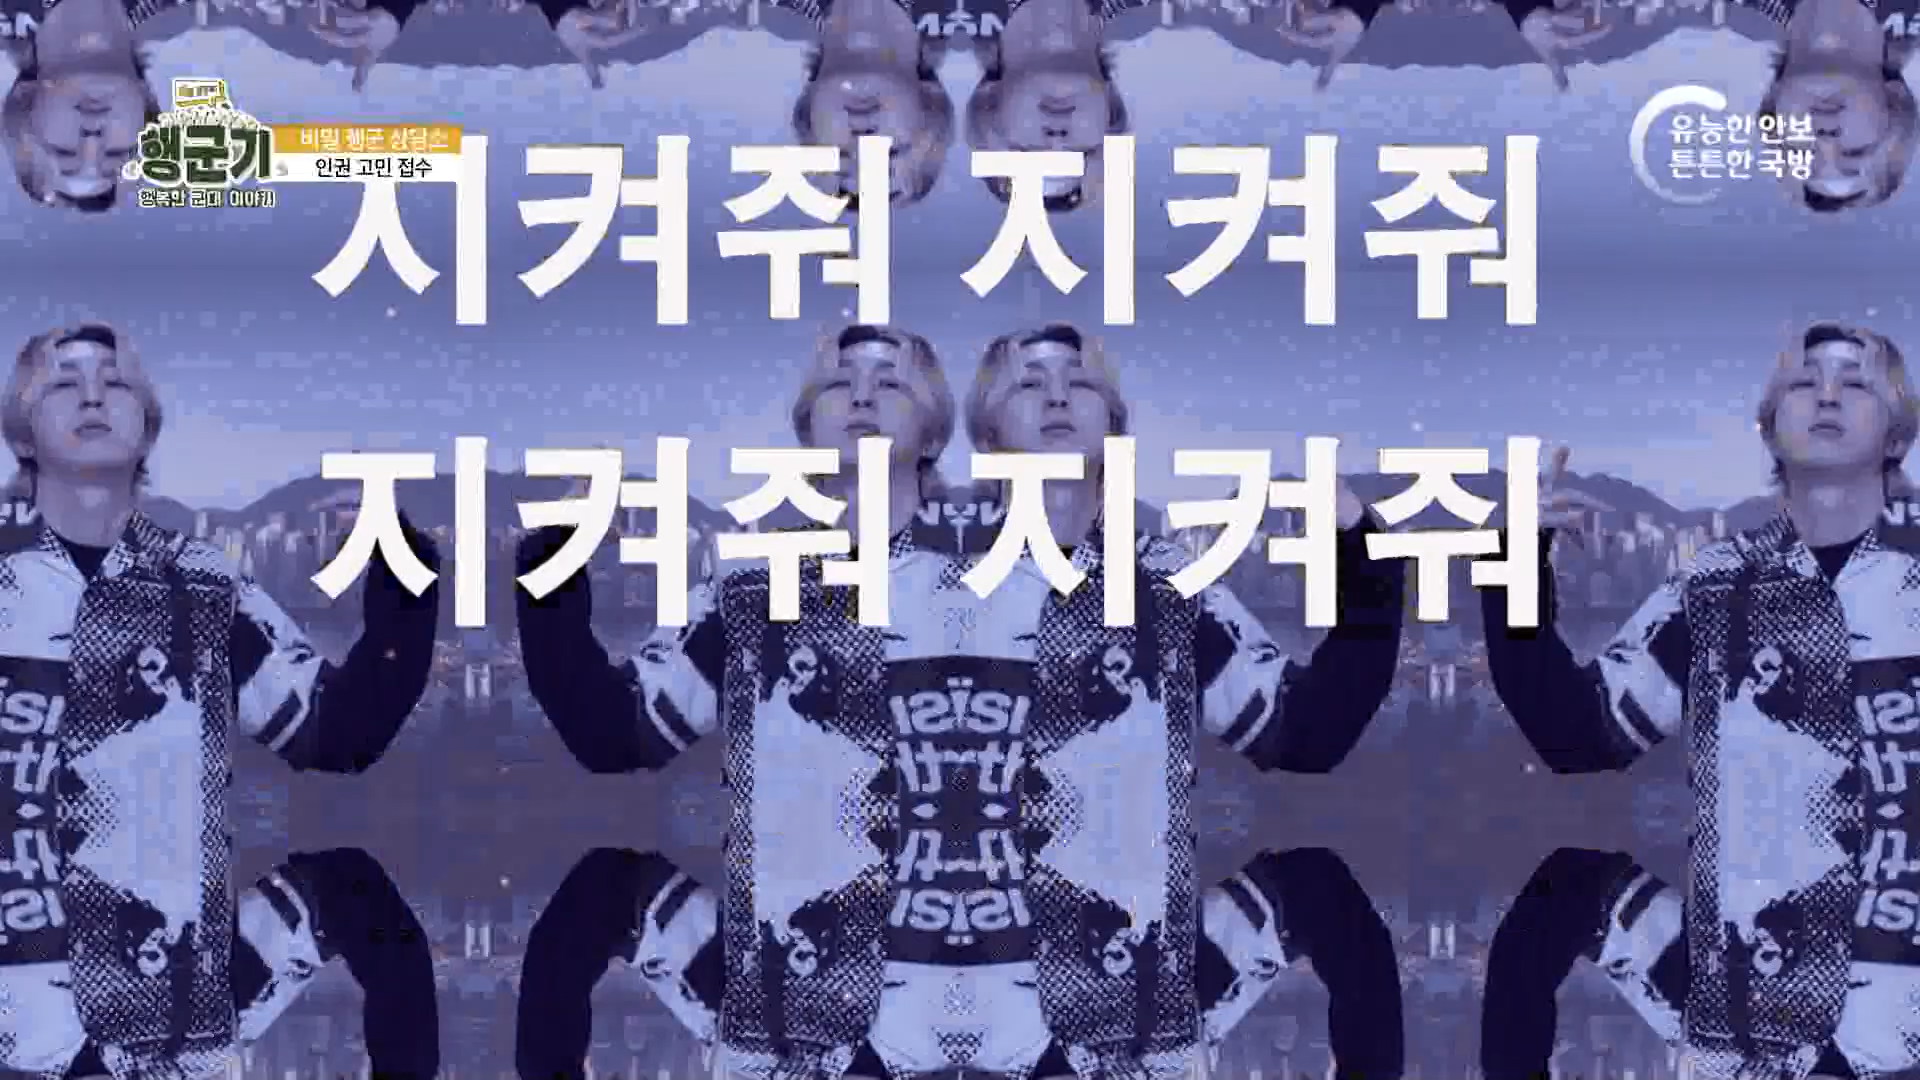 행군기
행복한 군대 이야기
비밀 행군 상담소
인권 고민 접수
유능한 안보
튼튼한 국방
지켜줘 지켜줘
지켜줘 지켜줘